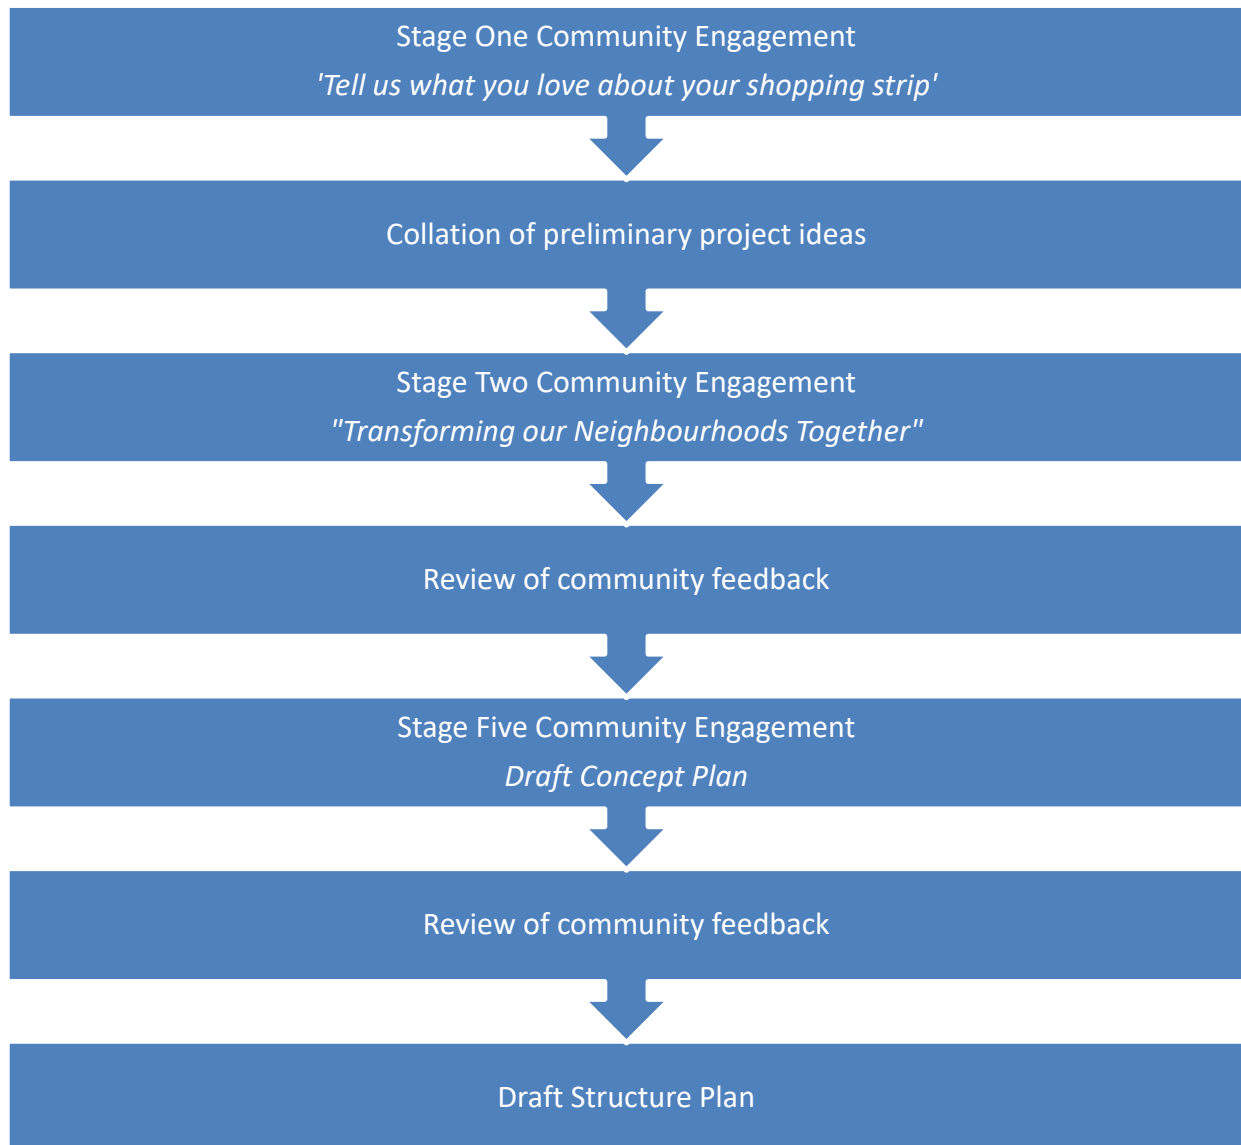 Stage One Community Engagement
'Tell us what you love about your shopping strip'
Collation of preliminary project ideas
Stage Two Community Engagement
"Transforming our Neighbourhoods Together"
Review of community feedback
Stage Five Community Engagement
Draft Concept Plan
Review of community feedback
Draft Structure Plan